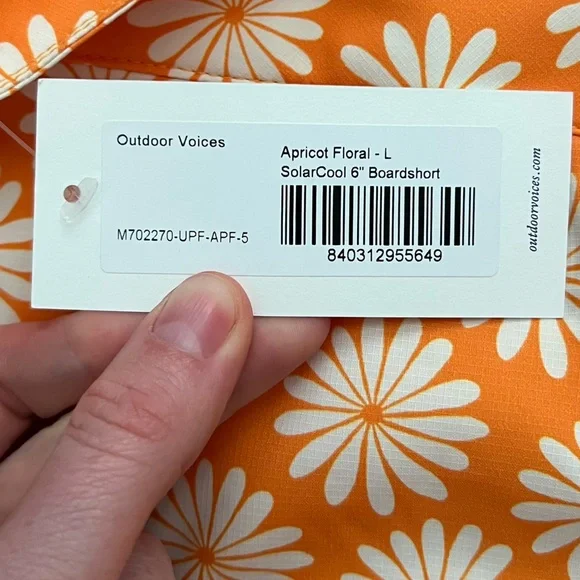 Outdoor Voices
Apricot Floral - L
SolarCool 6" Boardshort
M702270-UPF-APF-5
840312955649
outdoorvoices.com